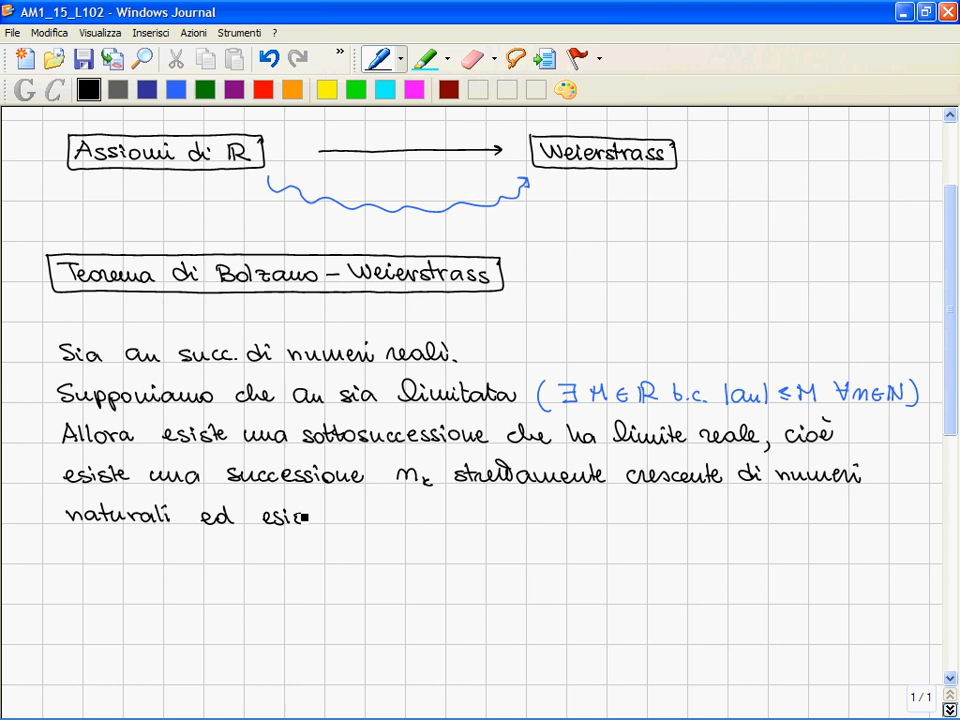 AM1_15_L102 - Windows Journal
File Modifica Visualizza Inserisci Azioni Strumenti ?
»
G C
Assiomi di ℝ Weierstrass
Teorema di Bolzano - Weierstrass
Sia an succ. di numeri reali.
Supponiamo che an sia limitata ( ∃ M ∈ ℝ t.c. |an| ≤ M ∀n∈ℕ )
Allora esiste una sottosuccessione che ha limite reale, cioè
esiste una successione nk strettamente crescente di numeri
naturali ed esis
1 / 1